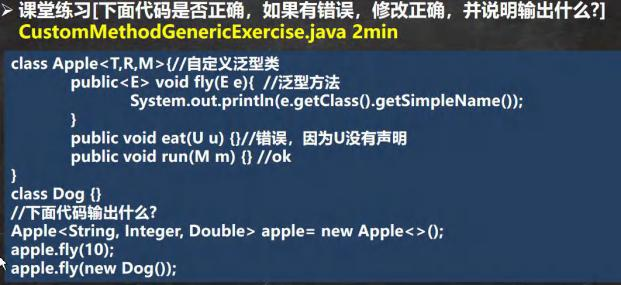 ➢ 课堂练习[下面代码是否正确，如果有错误，修改正确，并说明输出什么?]
CustomMethodGenericExercise.java 2min
class Apple<T,R,M>{//自定义泛型类
public<E> void fly(E e){ //泛型方法
System.out.println(e.getClass().getSimpleName());
}
public void eat(U u) {}//错误，因为U没有声明
public void run(M m) {} //ok
}
class Dog {}
//下面代码输出什么?
Apple<String, Integer, Double> apple= new Apple<>();
apple.fly(10);
apple.fly(new Dog());